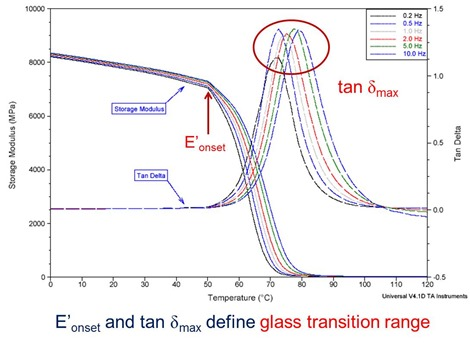 10000
8000
6000
4000
2000
0
Storage Modulus (MPa)
0 10 20 30 40 50 60 70 80 90 100 110 120
Temperature (°C)
1.5
1.0
0.5
0.0
-0.5
Tan Delta
0.2 Hz
0.5 Hz
1.0 Hz
2.0 Hz
5.0 Hz
10.0 Hz
tan δmax
Storage Modulus
E’onset
Tan Delta
Universal V4.1D TA Instruments
E’onset and tan δmax define glass transition range